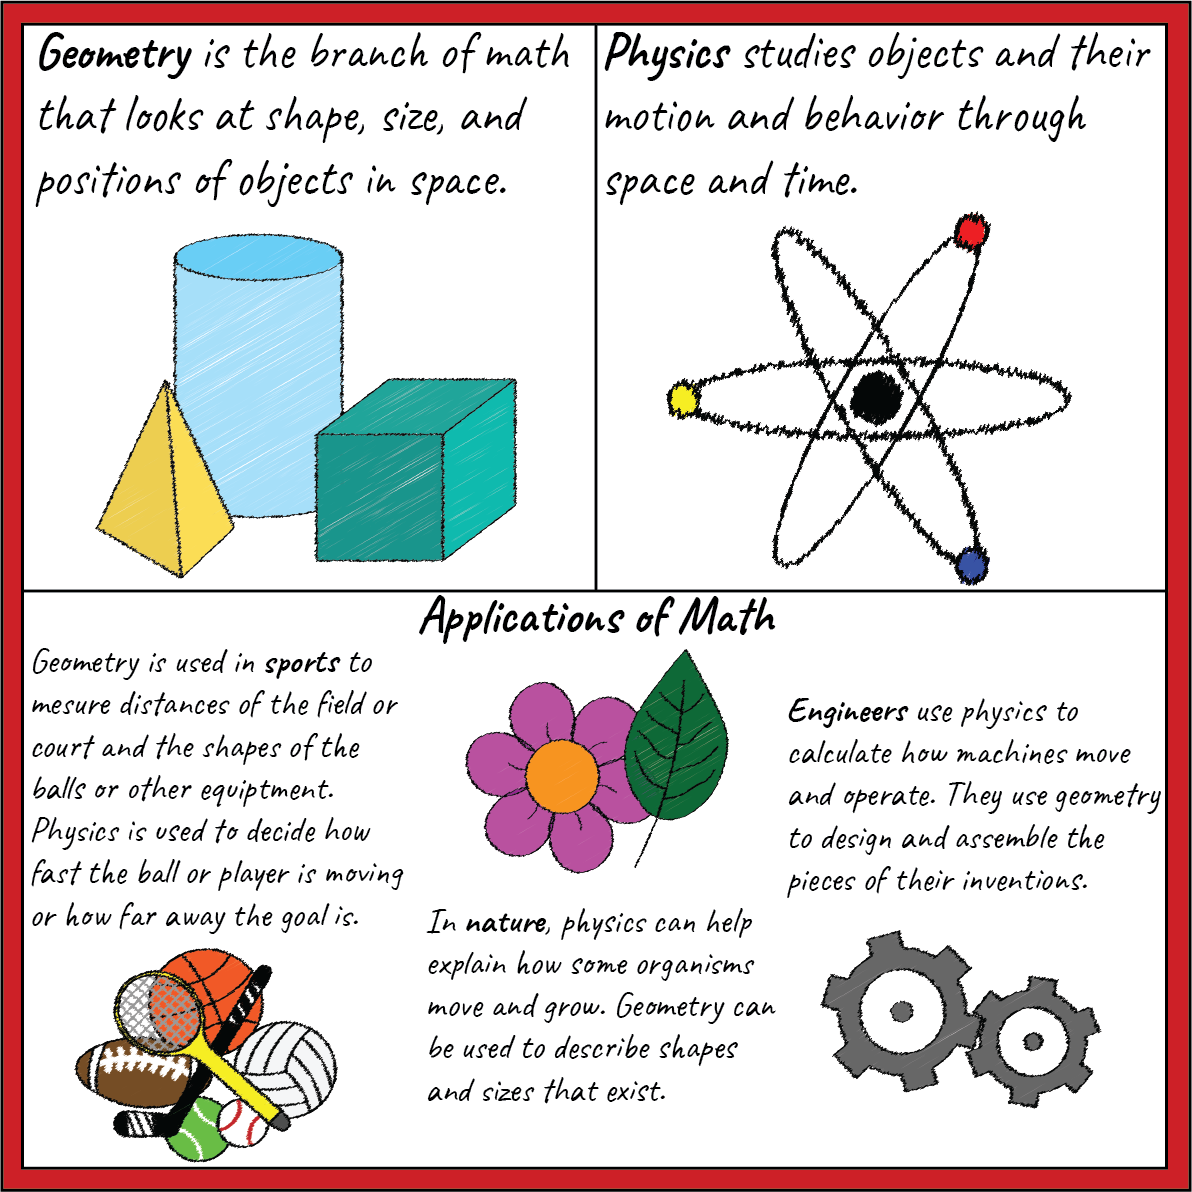 Geometry is the branch of math
that looks at shape, size, and
positions of objects in space.
Physics studies objects and their
motion and behavior through
space and time.
Applications of Math
Geometry is used in sports to
mesure distances of the field or
court and the shapes of the
balls or other equiptment.
Physics is used to decide how
fast the ball or player is moving
or how far away the goal is.
In nature, physics can help
explain how some organisms
move and grow. Geometry can
be used to describe shapes
and sizes that exist.
Engineers use physics to
calculate how machines move
and operate. They use geometry
to design and assemble the
pieces of their inventions.